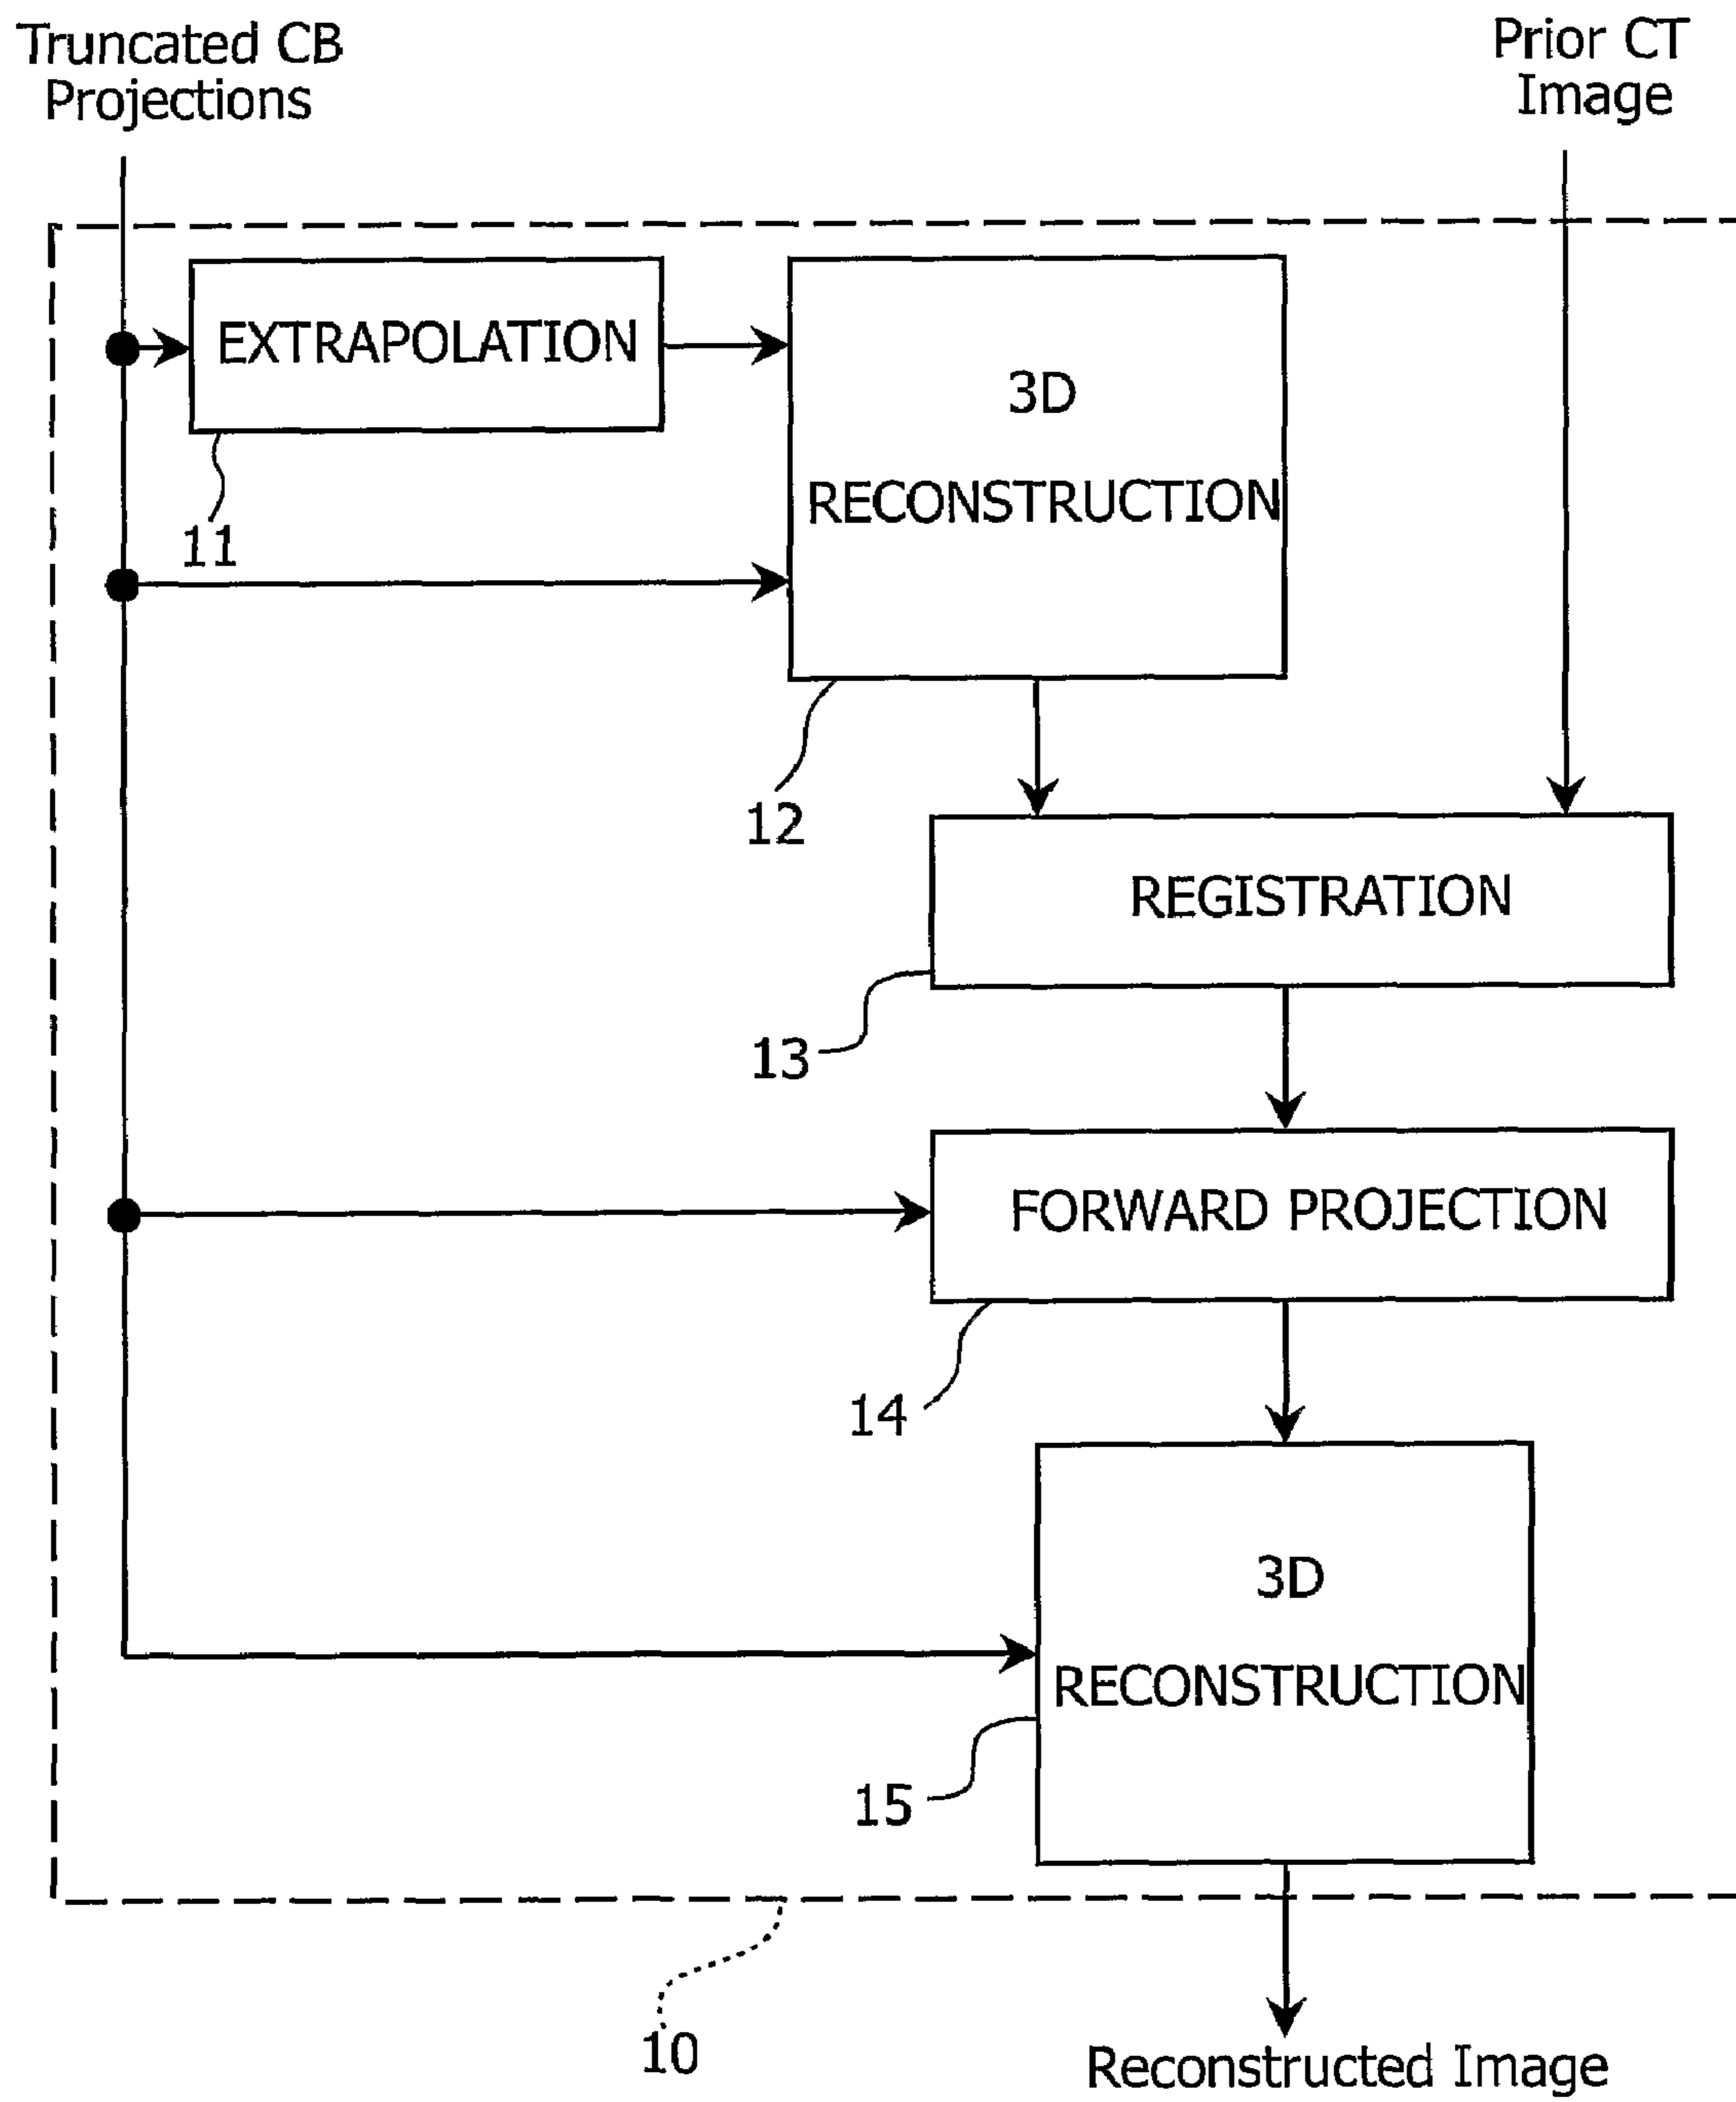 Truncated CB
Projections
Prior CT
Image
EXTRAPOLATION
11
3D
RECONSTRUCTION
12
REGISTRATION
13
FORWARD PROJECTION
14
3D
RECONSTRUCTION
15
10
Reconstructed Image